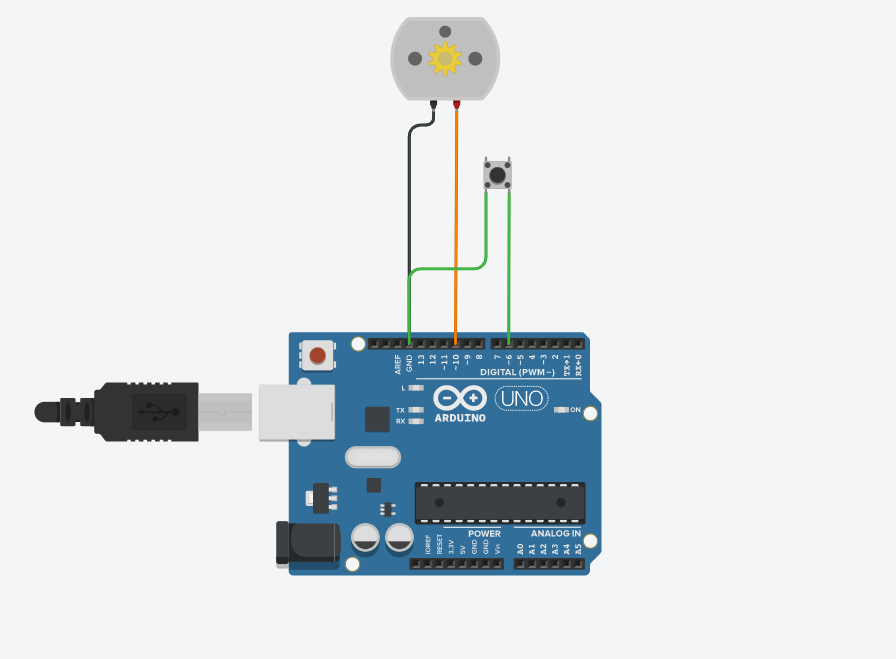 AREF
GND
13
12
~11
~10
~9
8
7
~6
~5
4
~3
2
TX→1
RX←0
DIGITAL (PWM~)
L
TX
RX
ARDUINO
UNO
ON
POWER
ANALOG IN
IOREF
RESET
3.3V
5V
GND
GND
Vin
A0
A1
A2
A3
A4
A5